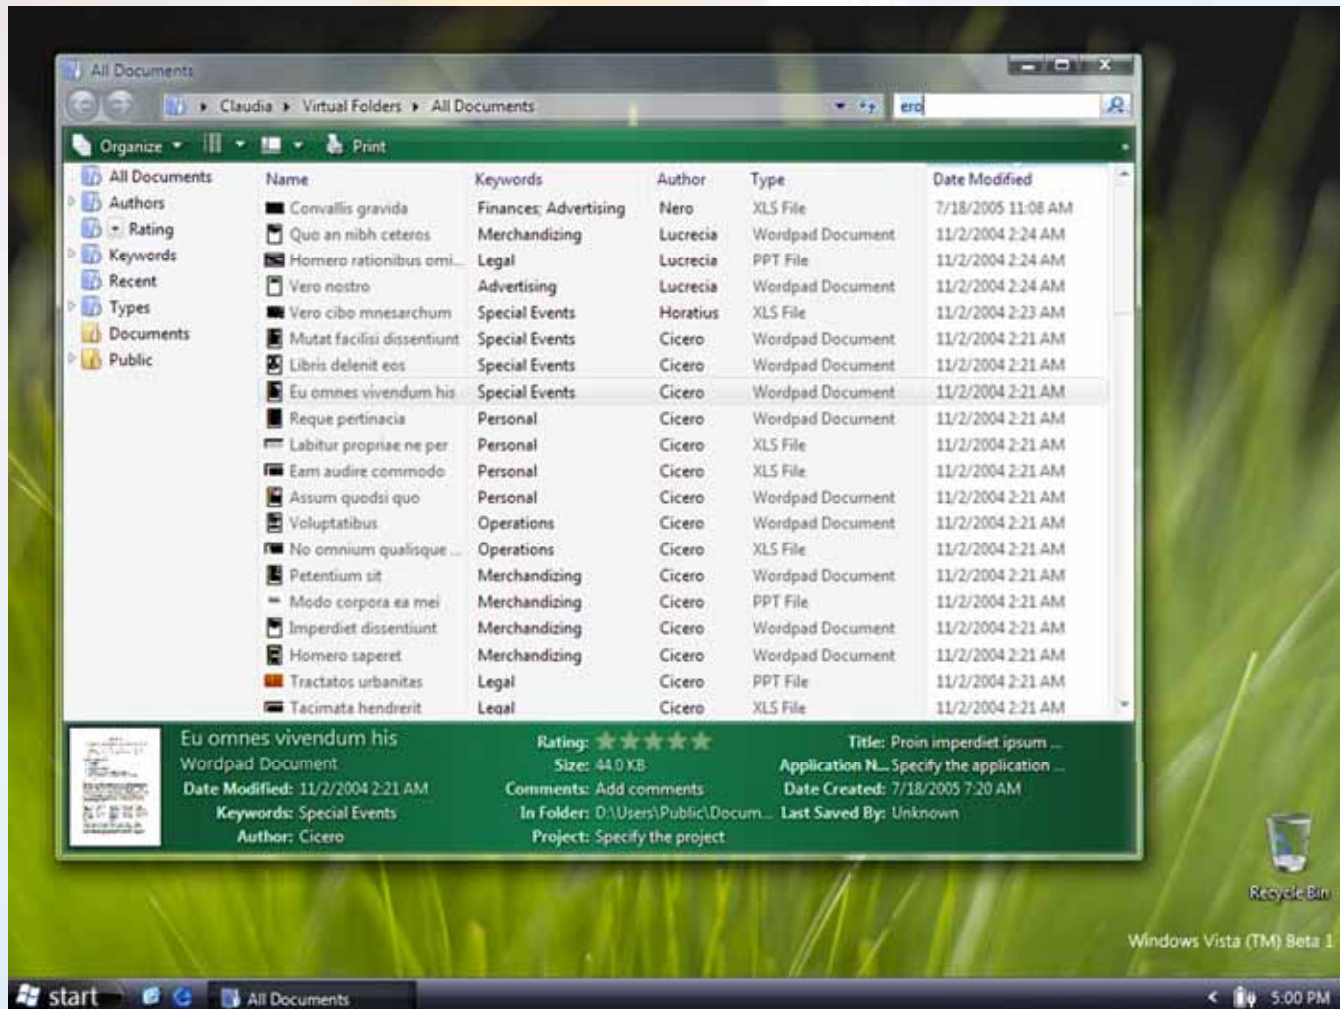 All Documents
Claudia ▸ Virtual Folders ▸ All Documents
ero
Organize
Print
All Documents
Authors
Rating
Keywords
Recent
Types
Documents
Public
Name Keywords Author Type Date Modified
Convallis gravida Finances; Advertising Nero XLS File 7/18/2005 11:08 AM
Quo an nibh ceteros Merchandizing Lucrecia Wordpad Document 11/2/2004 2:24 AM
Homero rationibus omi... Legal Lucrecia PPT File 11/2/2004 2:24 AM
Vero nostro Advertising Lucrecia Wordpad Document 11/2/2004 2:24 AM
Vero cibo mnesarchum Special Events Horatius XLS File 11/2/2004 2:23 AM
Mutat facilisi dissentiunt Special Events Cicero Wordpad Document 11/2/2004 2:21 AM
Libris delenit eos Special Events Cicero Wordpad Document 11/2/2004 2:21 AM
Eu omnes vivendum his Special Events Cicero Wordpad Document 11/2/2004 2:21 AM
Reque pertinacia Personal Cicero Wordpad Document 11/2/2004 2:21 AM
Labitur propriae ne per Personal Cicero XLS File 11/2/2004 2:21 AM
Eam audire commodo Personal Cicero XLS File 11/2/2004 2:21 AM
Assum quodsi quo Personal Cicero Wordpad Document 11/2/2004 2:21 AM
Voluptatibus Operations Cicero Wordpad Document 11/2/2004 2:21 AM
No omnium qualisque ... Operations Cicero XLS File 11/2/2004 2:21 AM
Petentium sit Merchandizing Cicero Wordpad Document 11/2/2004 2:21 AM
Modo corpora ea mei Merchandizing Cicero PPT File 11/2/2004 2:21 AM
Imperdiet dissentiunt Merchandizing Cicero Wordpad Document 11/2/2004 2:21 AM
Homero saperet Merchandizing Cicero Wordpad Document 11/2/2004 2:21 AM
Tractatos urbanitas Legal Cicero PPT File 11/2/2004 2:21 AM
Tacimata hendrerit Legal Cicero XLS File 11/2/2004 2:21 AM
Eu omnes vivendum his
Wordpad Document
Date Modified: 11/2/2004 2:21 AM
Keywords: Special Events
Author: Cicero
Rating:
Size: 44.0 KB
Comments: Add comments
In Folder: D:\Users\Public\Docum...
Project: Specify the project
Title: Proin imperdiet ipsum ...
Application N... Specify the application ...
Date Created: 7/18/2005 7:20 AM
Last Saved By: Unknown
Recycle Bin
Windows Vista (TM) Beta 1
start
All Documents
5:00 PM